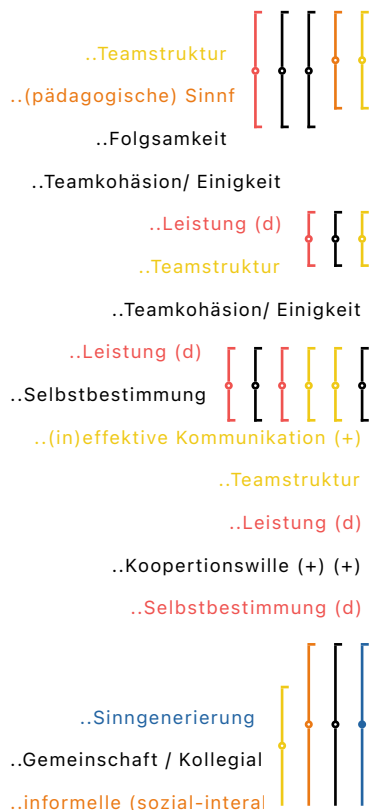 ..Teamstruktur
..(pädagogische) Sinnf
..Folgsamkeit
..Teamkohäsion/ Einigkeit
..Leistung (d)
..Teamstruktur
..Teamkohäsion/ Einigkeit
..Leistung (d)
..Selbstbestimmung
..(in)effektive Kommunikation (+)
..Teamstruktur
..Leistung (d)
..Koopertionswille (+) (+)
..Selbstbestimmung (d)
..Sinngenerierung
..Gemeinschaft / Kollegial
..informelle (sozial-interal